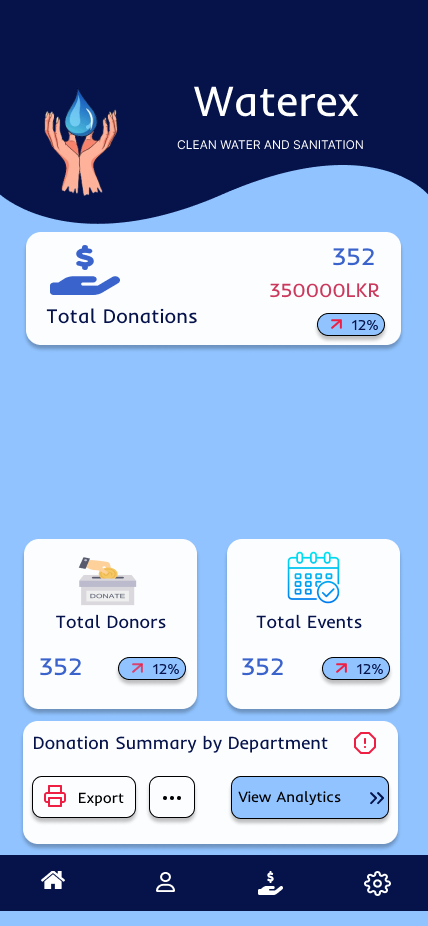 Waterex
CLEAN WATER AND SANITATION
$
352
350000LKR
Total Donations
12%
DONATE
Total Donors
352
12%
Total Events
352
12%
Donation Summary by Department
Export
View Analytics
$